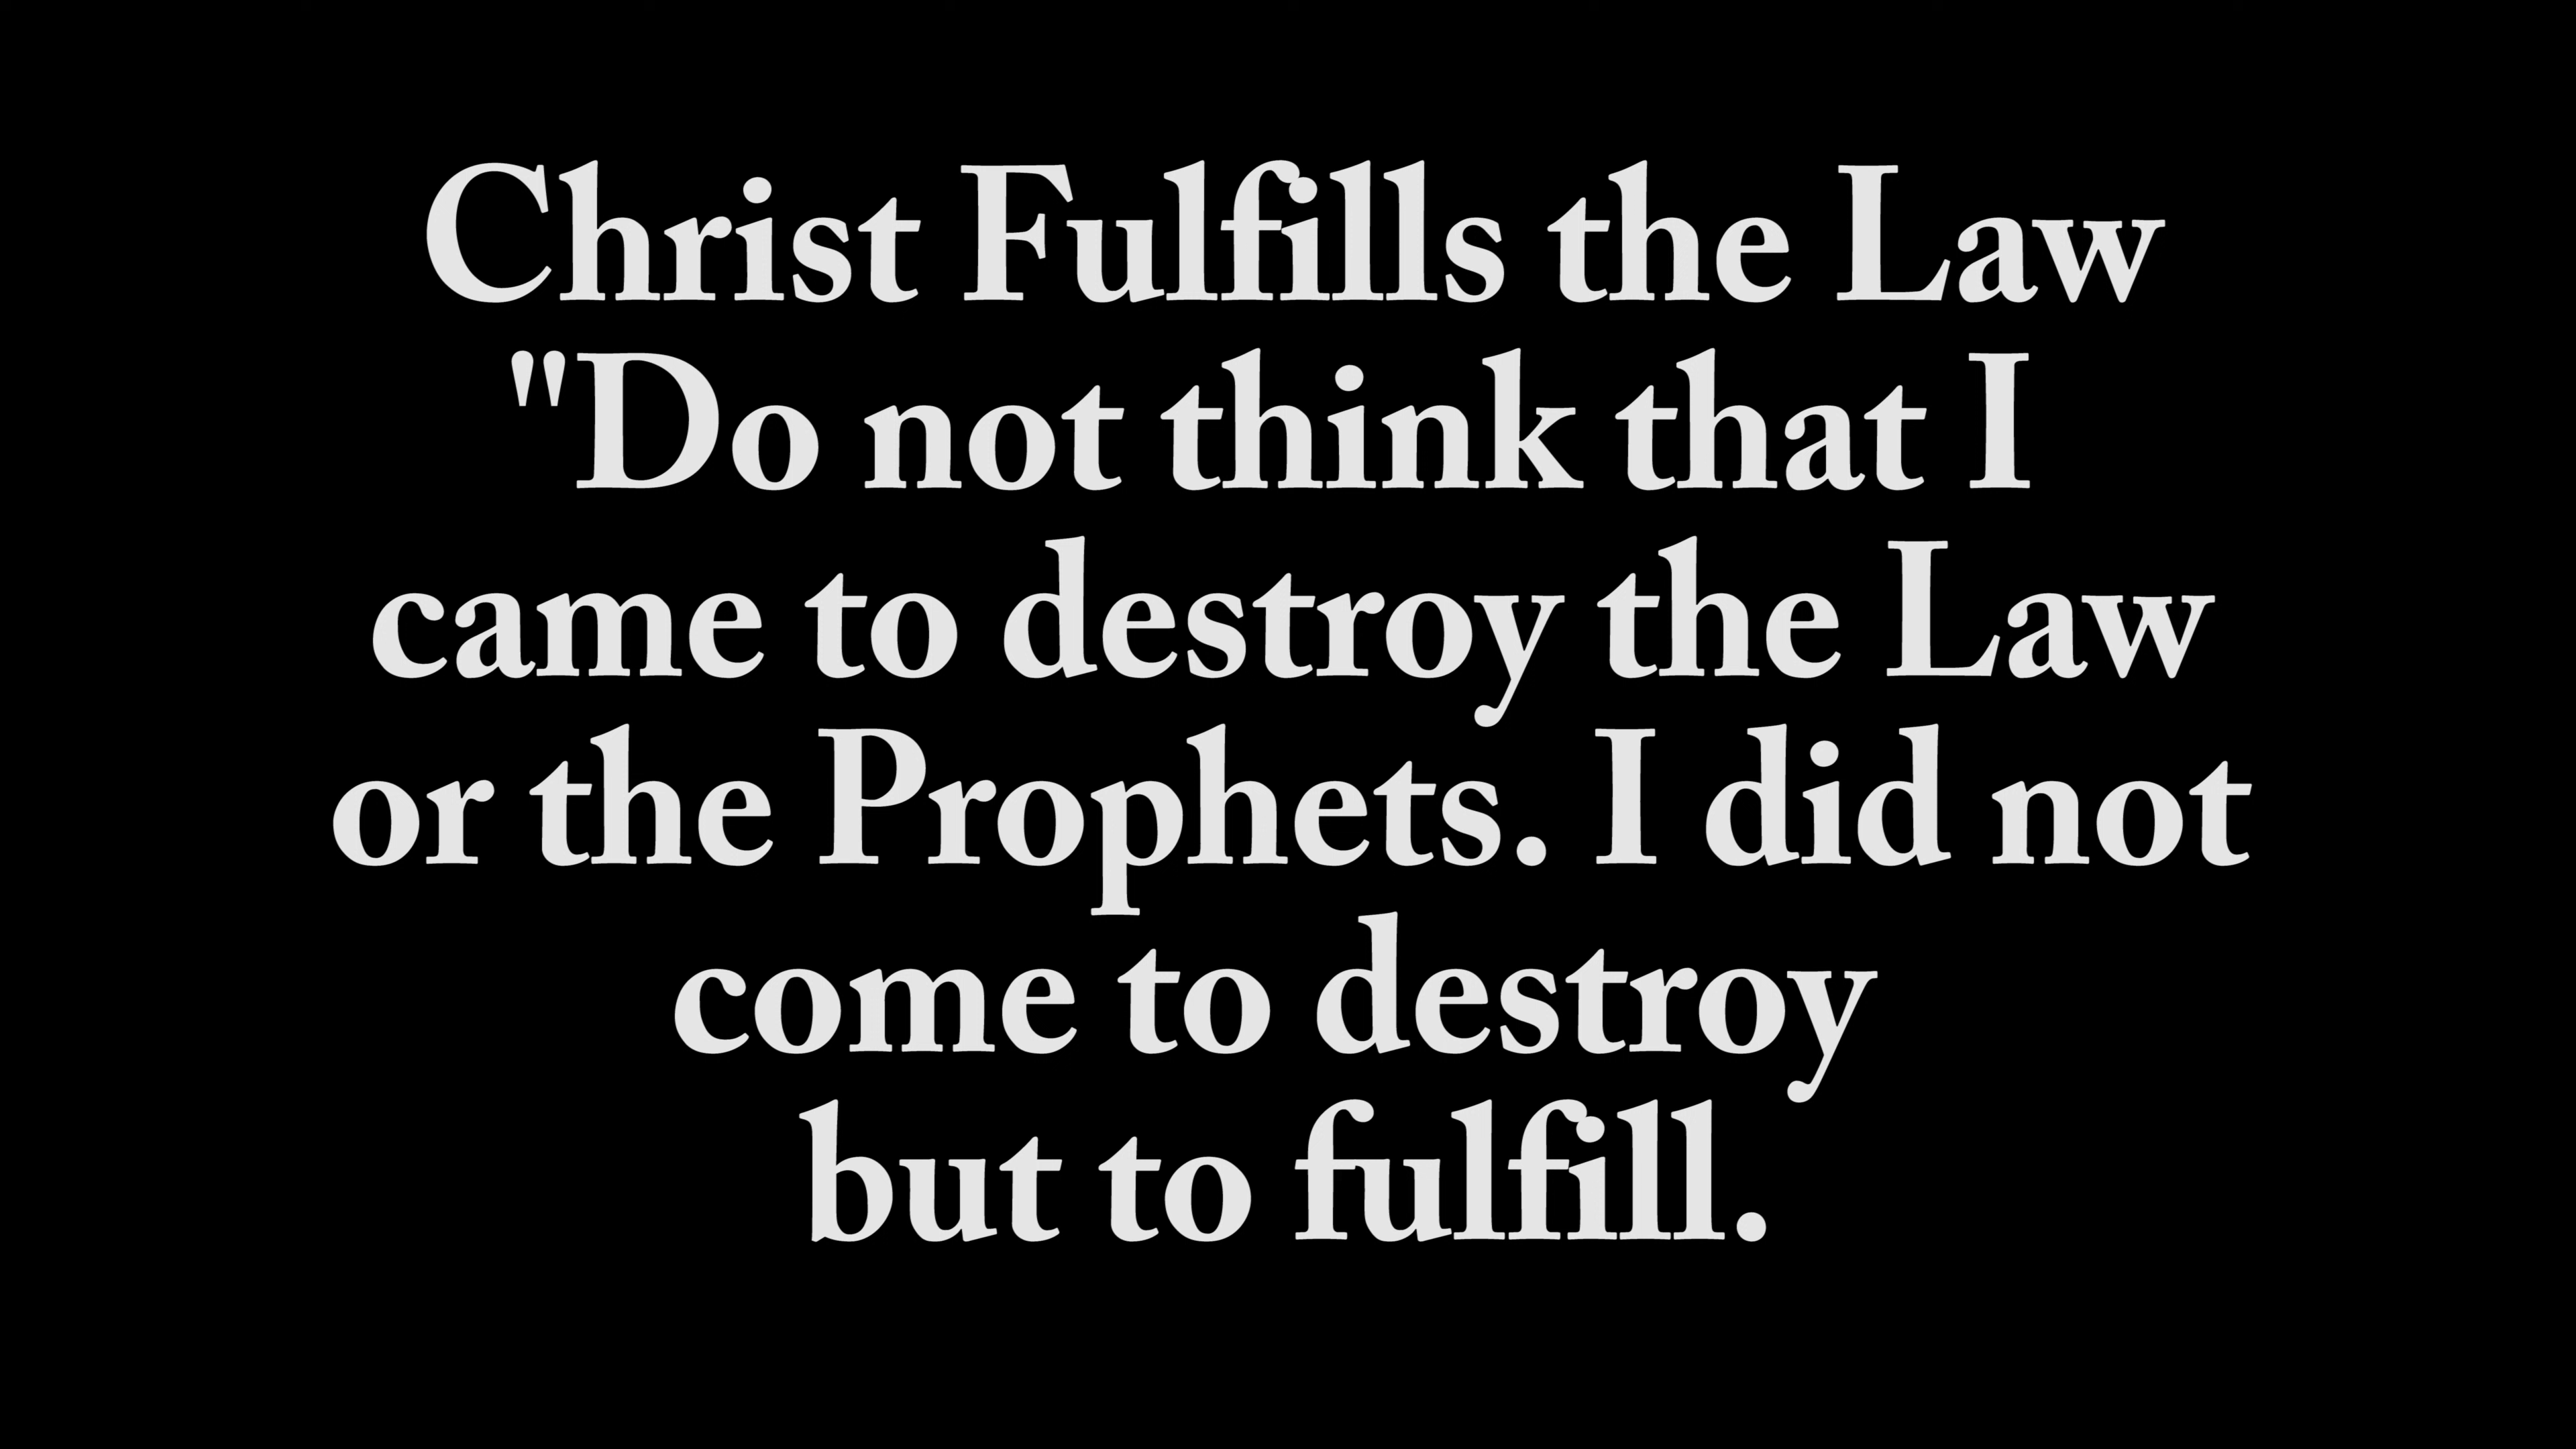 Christ Fulfills the Law
"Do not think that I
came to destroy the Law
or the Prophets. I did not
come to destroy
but to fulfill.